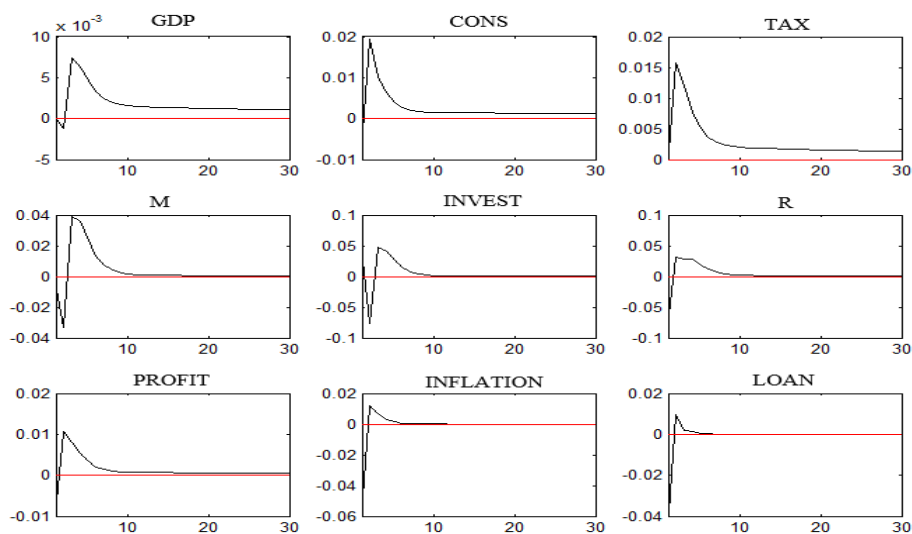 GDP CONS TAX
10 × 10⁻³ 0.02 0.02
5 0.01 0.015
0 0 0.01
-5 -0.01 0.005
0
10 20 30 10 20 30 10 20 30
M INVEST R
0.04 0.1 0.1
0.02 0.05 0.05
0 0 0
-0.02 -0.05 -0.05
-0.04 -0.1 -0.1
10 20 30 10 20 30 10 20 30
PROFIT INFLATION LOAN
0.02 0.02 0.02
0.01 0 0
0 -0.02 -0.02
-0.01 -0.04 -0.04
-0.06
10 20 30 10 20 30 10 20 30